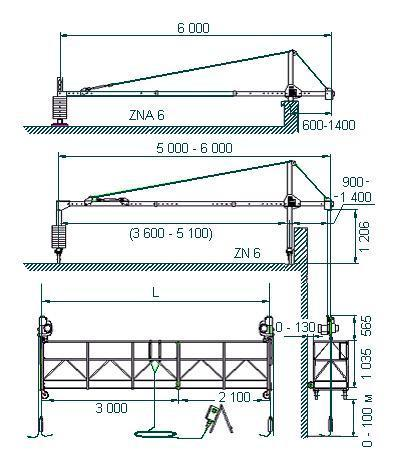 6 000
ZNA 6
600-1400
5 000 - 6 000
900 -
- 1 400
(3 600 - 5 100)
ZN 6
1 206
L
0 - 130
565
1 035
3 000
2 100
0 - 100 м